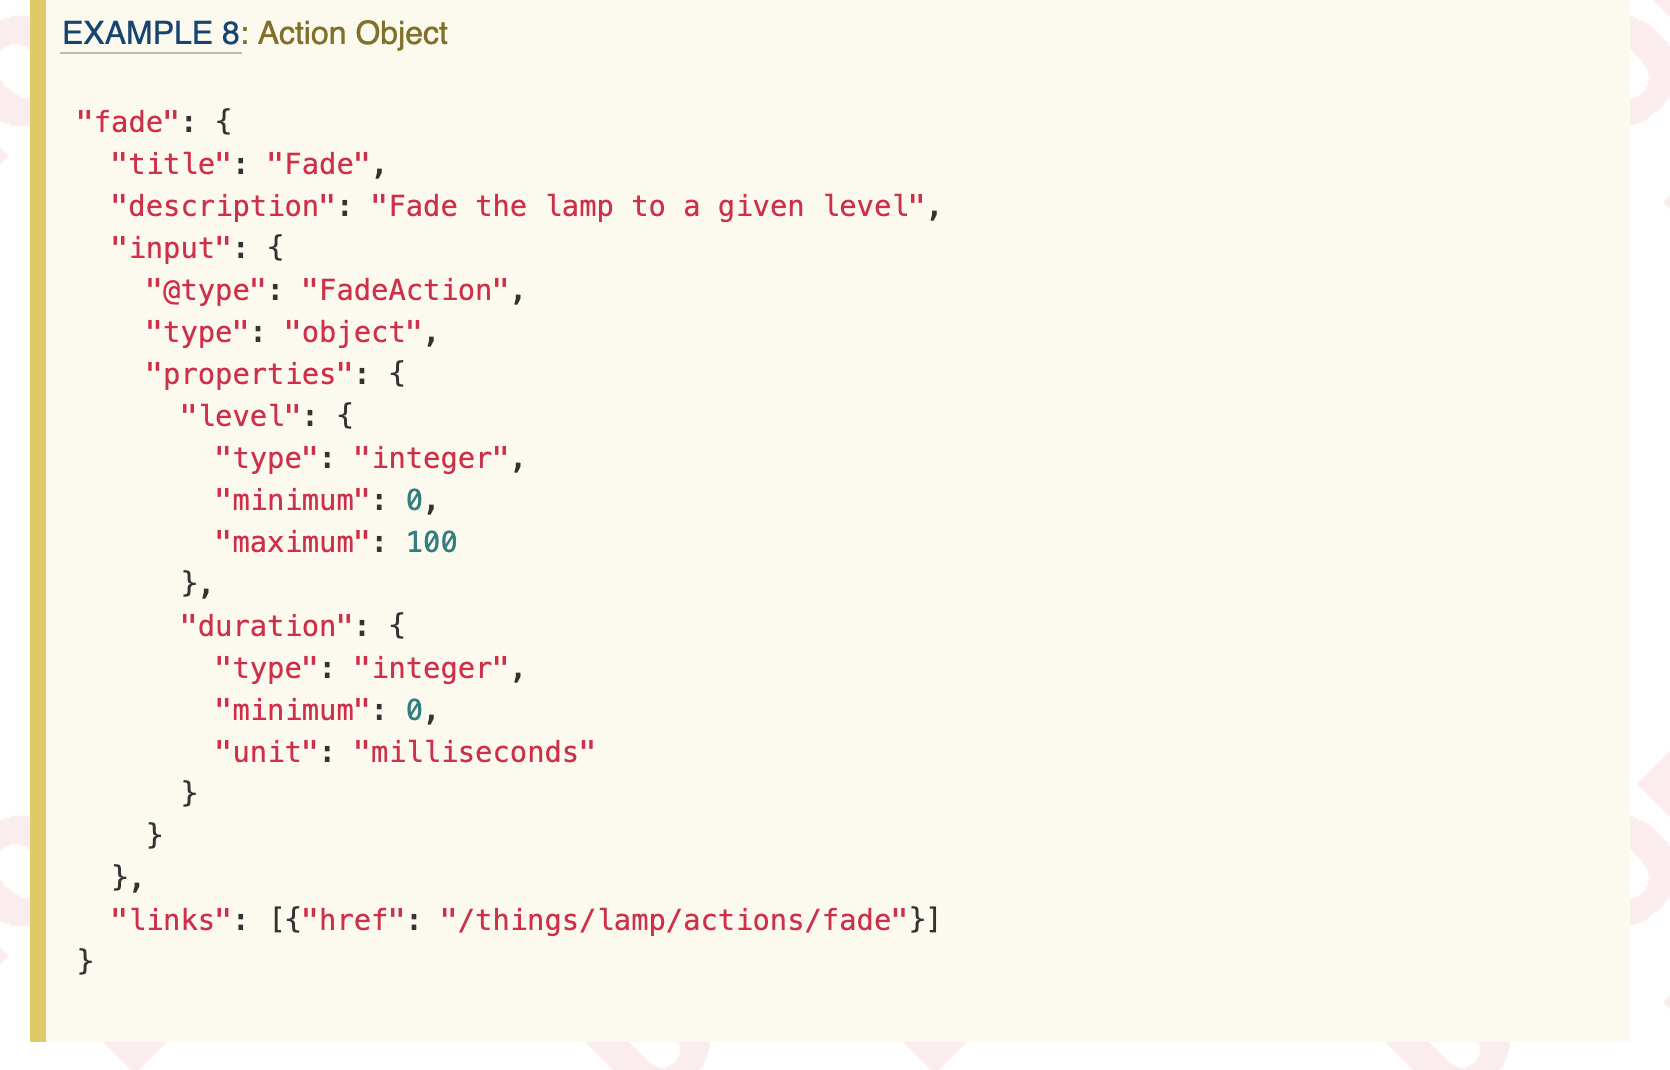 EXAMPLE 8: Action Object
"fade": {
  "title": "Fade",
  "description": "Fade the lamp to a given level",
  "input": {
    "@type": "FadeAction",
    "type": "object",
    "properties": {
      "level": {
        "type": "integer",
        "minimum": 0,
        "maximum": 100
      },
      "duration": {
        "type": "integer",
        "minimum": 0,
        "unit": "milliseconds"
      }
    }
  },
  "links": [{"href": "/things/lamp/actions/fade"}]
}